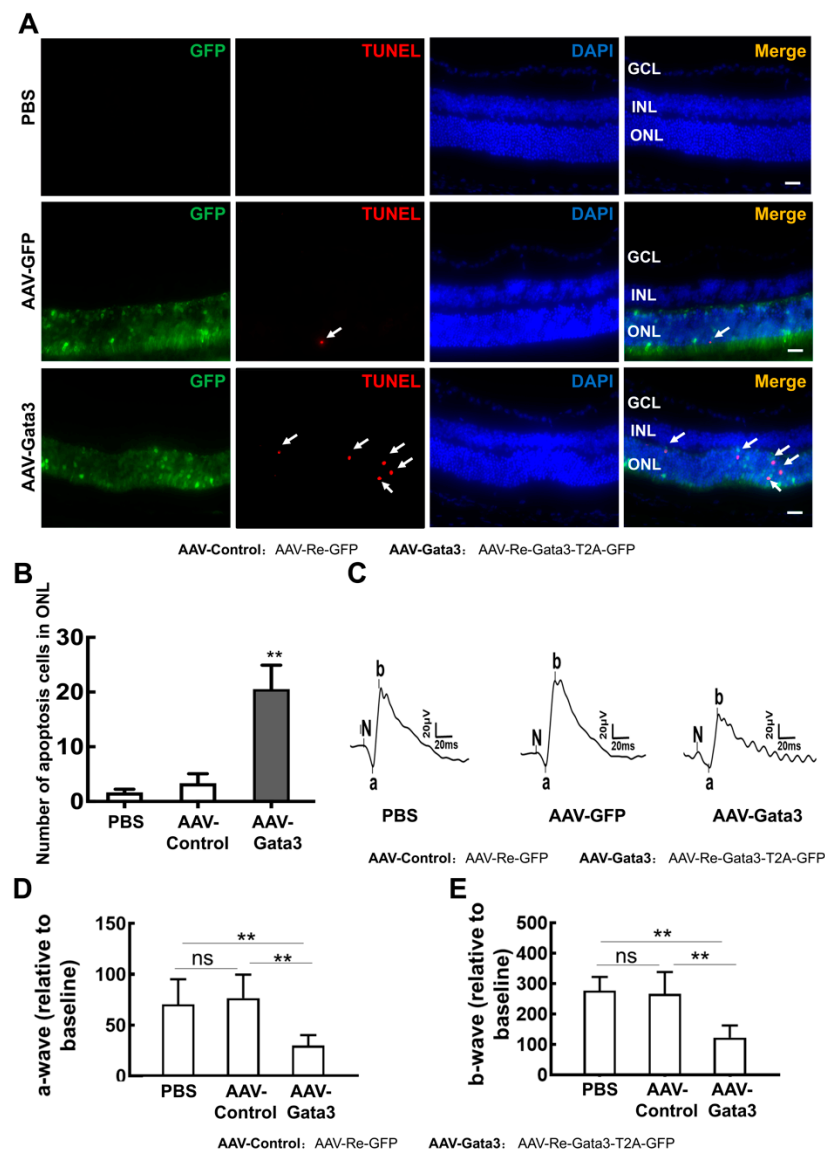 A
GFP TUNEL DAPI Merge
PBS
GCL
INL
ONL
GFP TUNEL DAPI Merge
AAV-GFP
GCL
INL
ONL
GFP TUNEL DAPI Merge
AAV-Gata3
GCL
INL
ONL
AAV-Control: AAV-Re-GFP AAV-Gata3: AAV-Re-Gata3-T2A-GFP
B
Number of apoptosis cells in ONL
30
20
10
0
**
PBS AAV-Control AAV-Gata3
C
N b a 20μV 20ms
PBS
N b a 20μV 20ms
AAV-GFP
N b a 20μV 20ms
AAV-Gata3
AAV-Control: AAV-Re-GFP AAV-Gata3: AAV-Re-Gata3-T2A-GFP
D
a-wave (relative to
baseline)
150
100
50
0
**
ns **
PBS AAV-Control AAV-Gata3
E
b-wave (relative to
baseline)
500
400
300
200
100
0
**
ns **
PBS AAV-Control AAV-Gata3
AAV-Control: AAV-Re-GFP AAV-Gata3: AAV-Re-Gata3-T2A-GFP